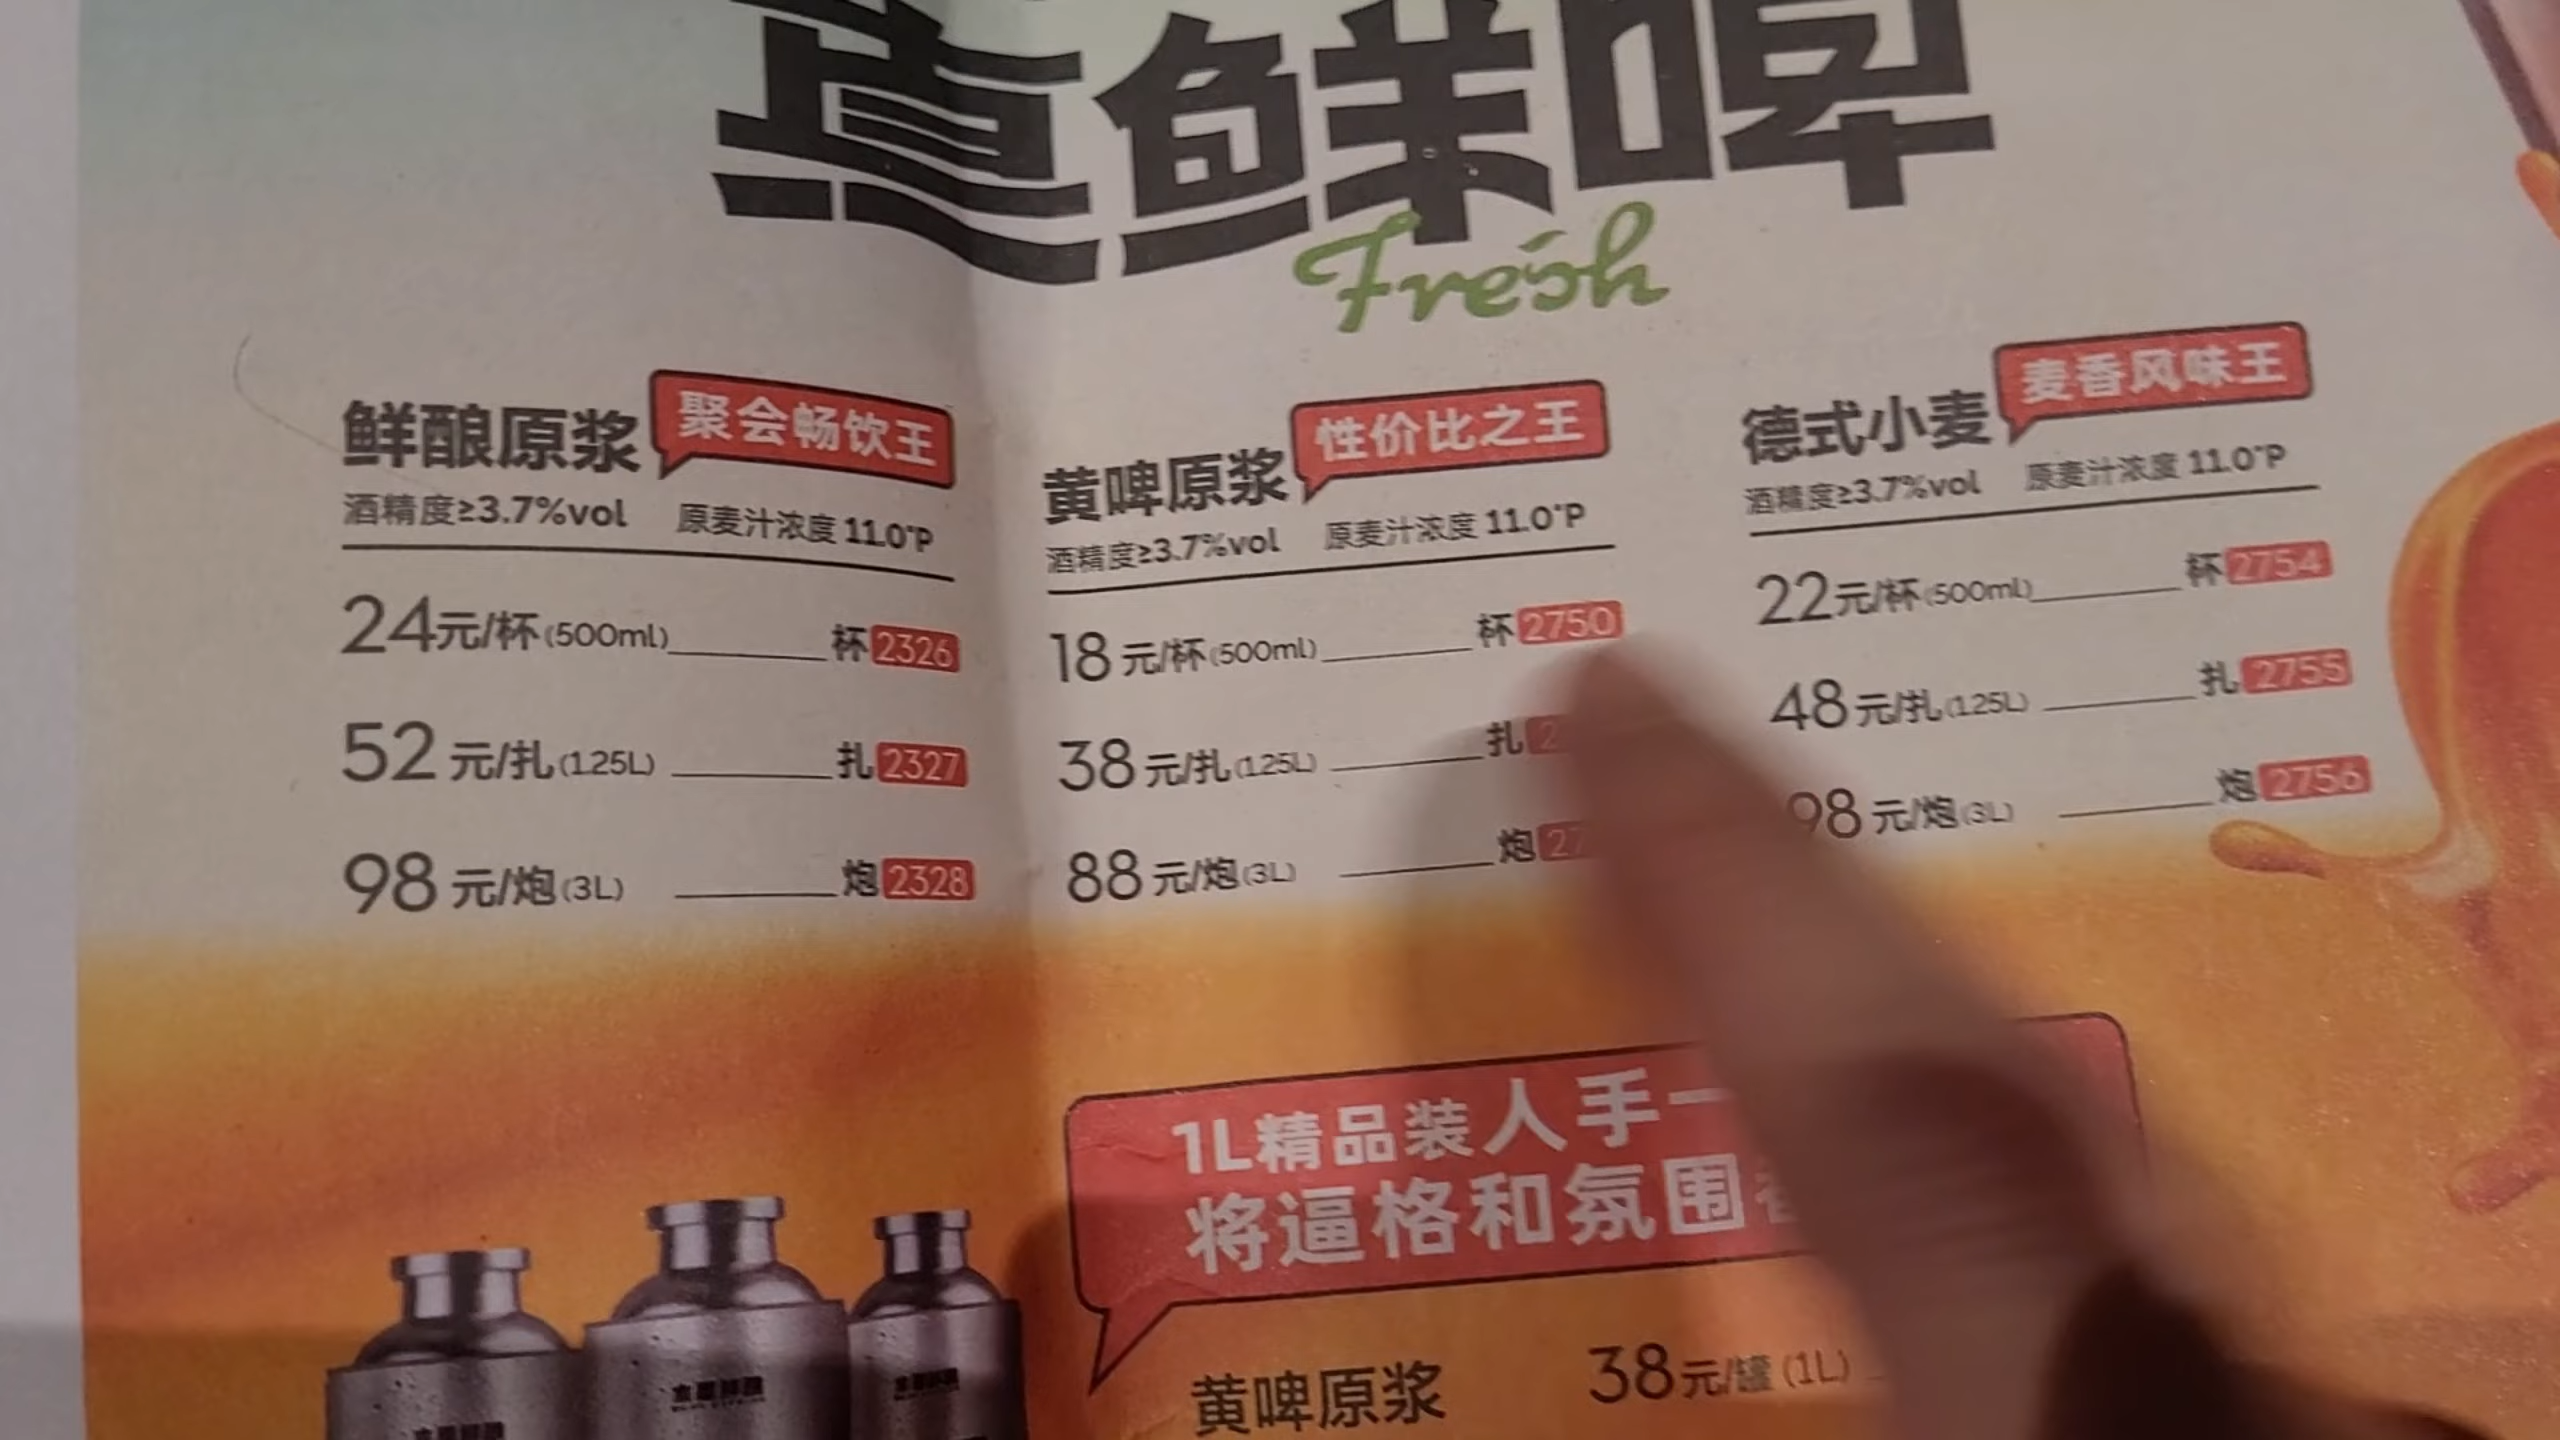 真鲜啤
Fresh
鲜酿原浆 聚会畅饮王
酒精度≥3.7%vol 原麦汁浓度 11.0°P
24元/杯(500ml) 杯 2326
52元/扎(1.25L) 扎 2327
98元/炮(3L) 炮 2328
黄啤原浆 性价比之王
酒精度≥3.7%vol 原麦汁浓度 11.0°P
18元/杯(500ml) 杯 2750
38元/扎(1.25L) 扎
88元/炮(3L) 炮
德式小麦 麦香风味王
酒精度≥3.7%vol 原麦汁浓度 11.0°P
22元/杯(500ml) 杯 2754
48元/扎(1.25L) 扎 2755
98元/炮(3L) 炮 2756
1L精品装人手一
将逼格和氛围
黄啤原浆 38元/罐(1L)